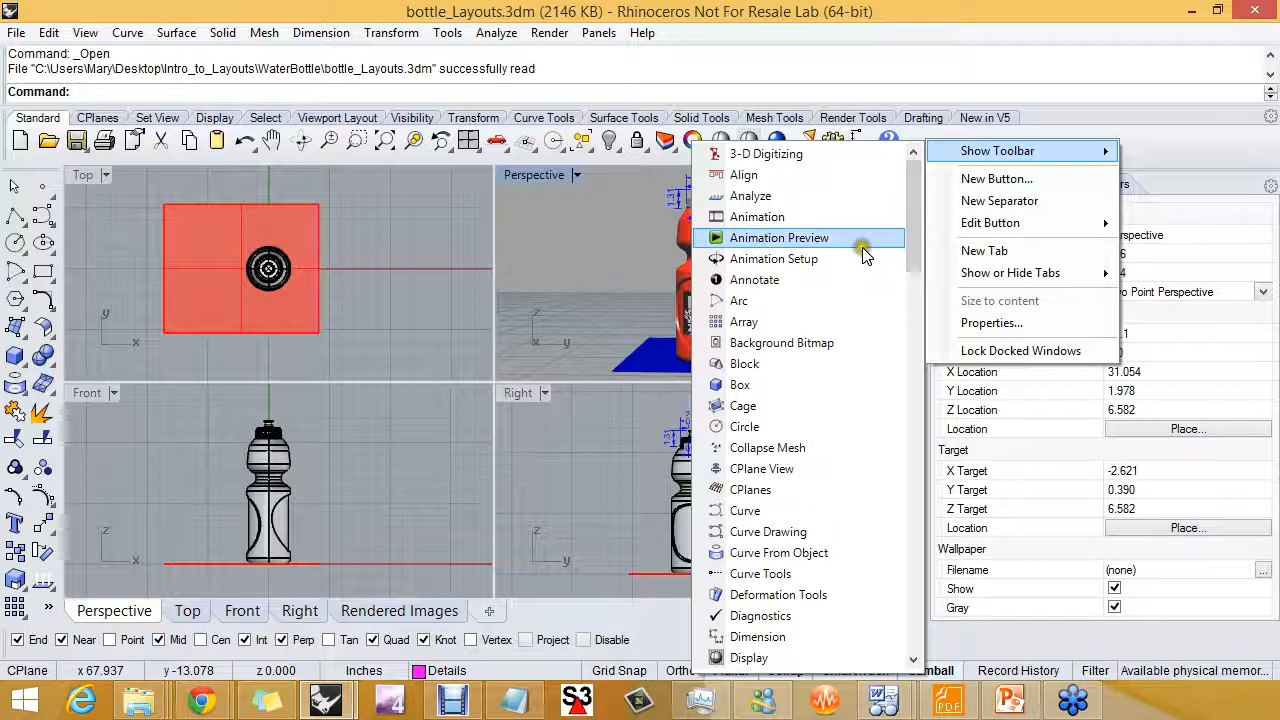 bottle_Layouts.3dm (2146 KB) - Rhinoceros Not For Resale Lab (64-bit)
File Edit View Curve Surface Solid Mesh Dimension Transform Tools Analyze Render Panels Help
Command: _Open
File "C:\Users\Mary\Desktop\Intro_to_Layouts\WaterBottle\bottle_Layouts.3dm" successfully read
Command:
Standard CPlanes Set View Display Select Viewport Layout Visibility Transform Curve Tools Surface Tools Solid Tools Mesh Tools Render Tools Drafting New in V5
Top
Perspective
y
x
1.31
z
y
Front
Right
z
x
1.31
z
y
3-D Digitizing
Align
Analyze
Animation
Animation Preview
Animation Setup
Annotate
Arc
Array
Background Bitmap
Block
Box
Cage
Circle
Collapse Mesh
CPlane View
CPlanes
Curve
Curve Drawing
Curve From Object
Curve Tools
Deformation Tools
Diagnostics
Dimension
Display
Show Toolbar
New Button...
New Separator
Edit Button
New Tab
Show or Hide Tabs
Size to content
Properties...
Lock Docked Windows
X Location 31.054
Y Location 1.978
Z Location 6.582
Location Place...
Target
X Target -2.621
Y Target 0.390
Z Target 6.582
Location Place...
Wallpaper
Filename (none) ...
Show
Gray
Perspective Top Front Right Rendered Images
End Near Point Mid Cen Int Perp Tan Quad Knot Vertex Project Disable
CPlane x 67.937 y -13.078 z 0.000 Inches Details Grid Snap Record History Filter Available physical memor...
4 S3 PDF